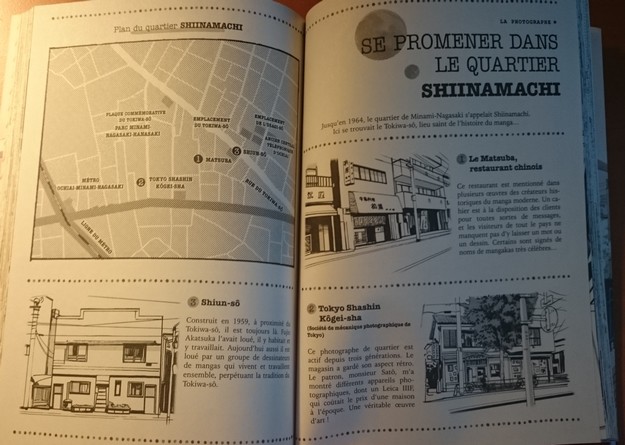 Plan du quartier SHIINAMACHI
PLAQUE COMMÉMORATIVE
DU TOKIWA-SÔ
PARC MINAMI-
NAGASAKI HANASAKI
EMPLACEMENT
DU TOKIWA-SÔ
EMPLACEMENT
DE
ANCIEN
TÉLÉPHONIQUE
3 SHIUN-SÔ
1 MATSUBA
MÉTRO
OCHIAI-MINAMI-NAGASAKI
2 TOKYO SHASHIN
KÔGEI-SHA
RUE DU TOKIWA-SÔ
LIGNE DE MÉTRO
3 Shiun-sô
Construit en 1959, à proximité du
Tokiwa-sô, il est toujours là. Fujio
Akatsuka l'avait loué, il y habitait et
y travaillait. Aujourd'hui aussi il est
loué par un groupe de dessinateurs
de mangas qui vivent et travaillent
ensemble, perpétuant la tradition du
Tokiwa-sô.
LA PHOTOGRAPHE
SE PROMENER DANS
LE QUARTIER
SHIINAMACHI
Jusqu'en 1964, le quartier de Minami-Nagasaki s'appelait Shiinamachi.
Ici se trouvait le Tokiwa-sô, lieu saint de l'histoire du manga...
1 Le Matsuba,
restaurant chinois
Ce restaurant est mentionné dans
plusieurs œuvres des créateurs his-
toriques du manga moderne. Un ca-
hier est à la disposition des clients
pour toutes sortes de messages,
et les visiteurs de tout le pays ne
manquent pas d'y laisser un mot ou
un dessin. Certains sont signés de
noms de mangakas très célèbres...
2 Tokyo Shashin
Kôgei-sha
(Société de mécanique photographique de
Tokyo)
Ce photographe de quartier est
actif depuis trois générations. Le
magasin a gardé son aspect rétro.
Le patron, monsieur Satô, m'a
montré différents appareils pho-
tographiques, dont un Leica IIIF,
qui coûtait le prix d'une maison
à l'époque. Une véritable œuvre
d'art !